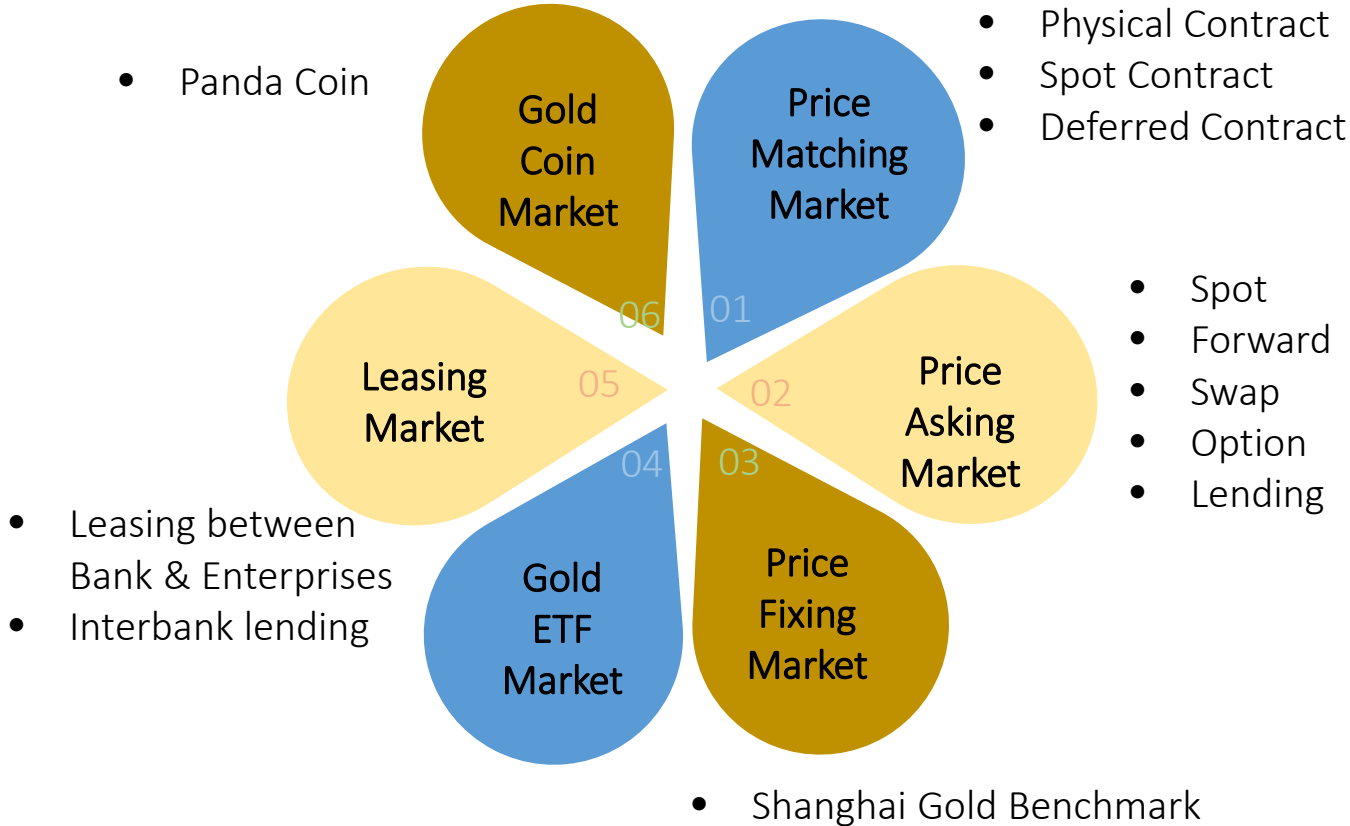 • Panda Coin
Gold
Coin
Market
06
Price
Matching
Market
01
• Physical Contract
• Spot Contract
• Deferred Contract
Price
Asking
Market
02
• Spot
• Forward
• Swap
• Option
• Lending
Price
Fixing
Market
03
• Shanghai Gold Benchmark
Gold
ETF
Market
04
Leasing
Market
05
• Leasing between
Bank & Enterprises
• Interbank lending